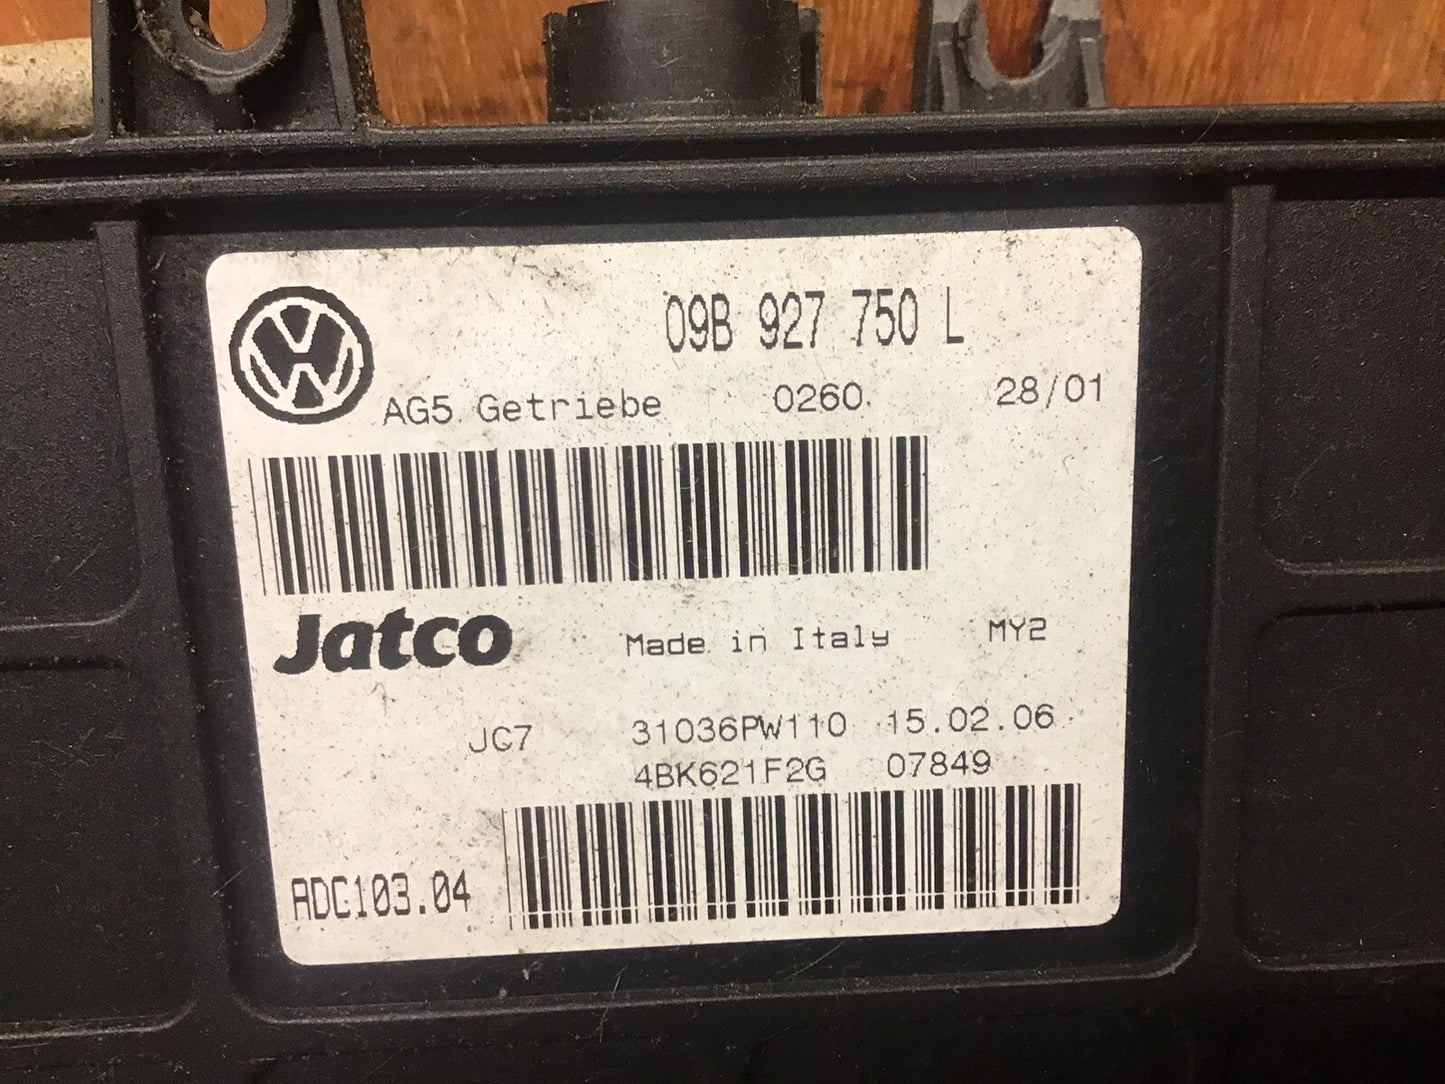 09B 927 750 L
AG5 Getriebe 0260 28/01
Jatco Made in Italy MY2
JC7 31036PW110 15.02.06
4BK621F2G 07849
ADC103.04